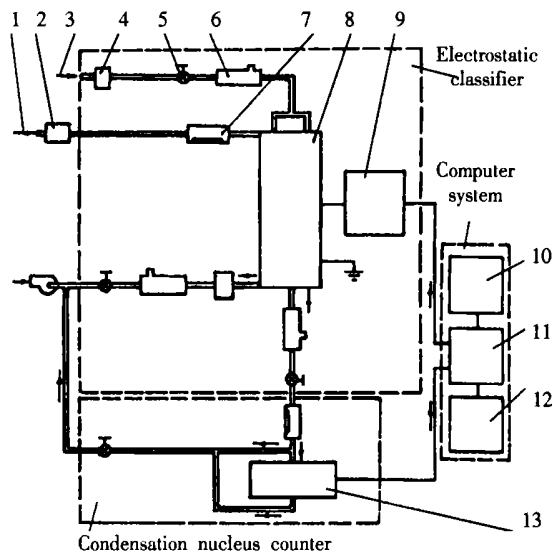 1 2 3 4 5 6 7 8 9
Electrostatic
classifier
Computer
system
10
11
12
13
Condensation nucleus counter